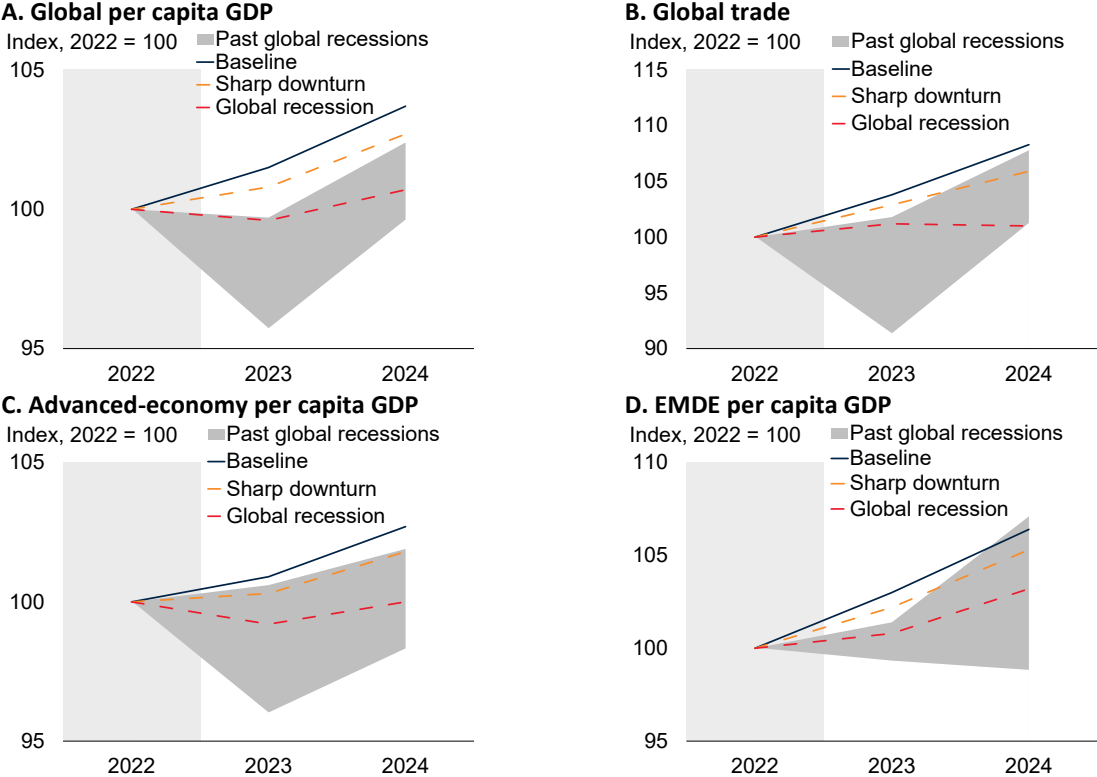 A. Global per capita GDP
Index, 2022 = 100
Past global recessions
Baseline
Sharp downturn
Global recession
105
100
95
2022 2023 2024
B. Global trade
Index, 2022 = 100
Past global recessions
Baseline
Sharp downturn
Global recession
115
110
105
100
95
90
2022 2023 2024
C. Advanced-economy per capita GDP
Index, 2022 = 100
Past global recessions
Baseline
Sharp downturn
Global recession
105
100
95
2022 2023 2024
D. EMDE per capita GDP
Index, 2022 = 100
Past global recessions
Baseline
Sharp downturn
Global recession
110
105
100
95
2022 2023 2024